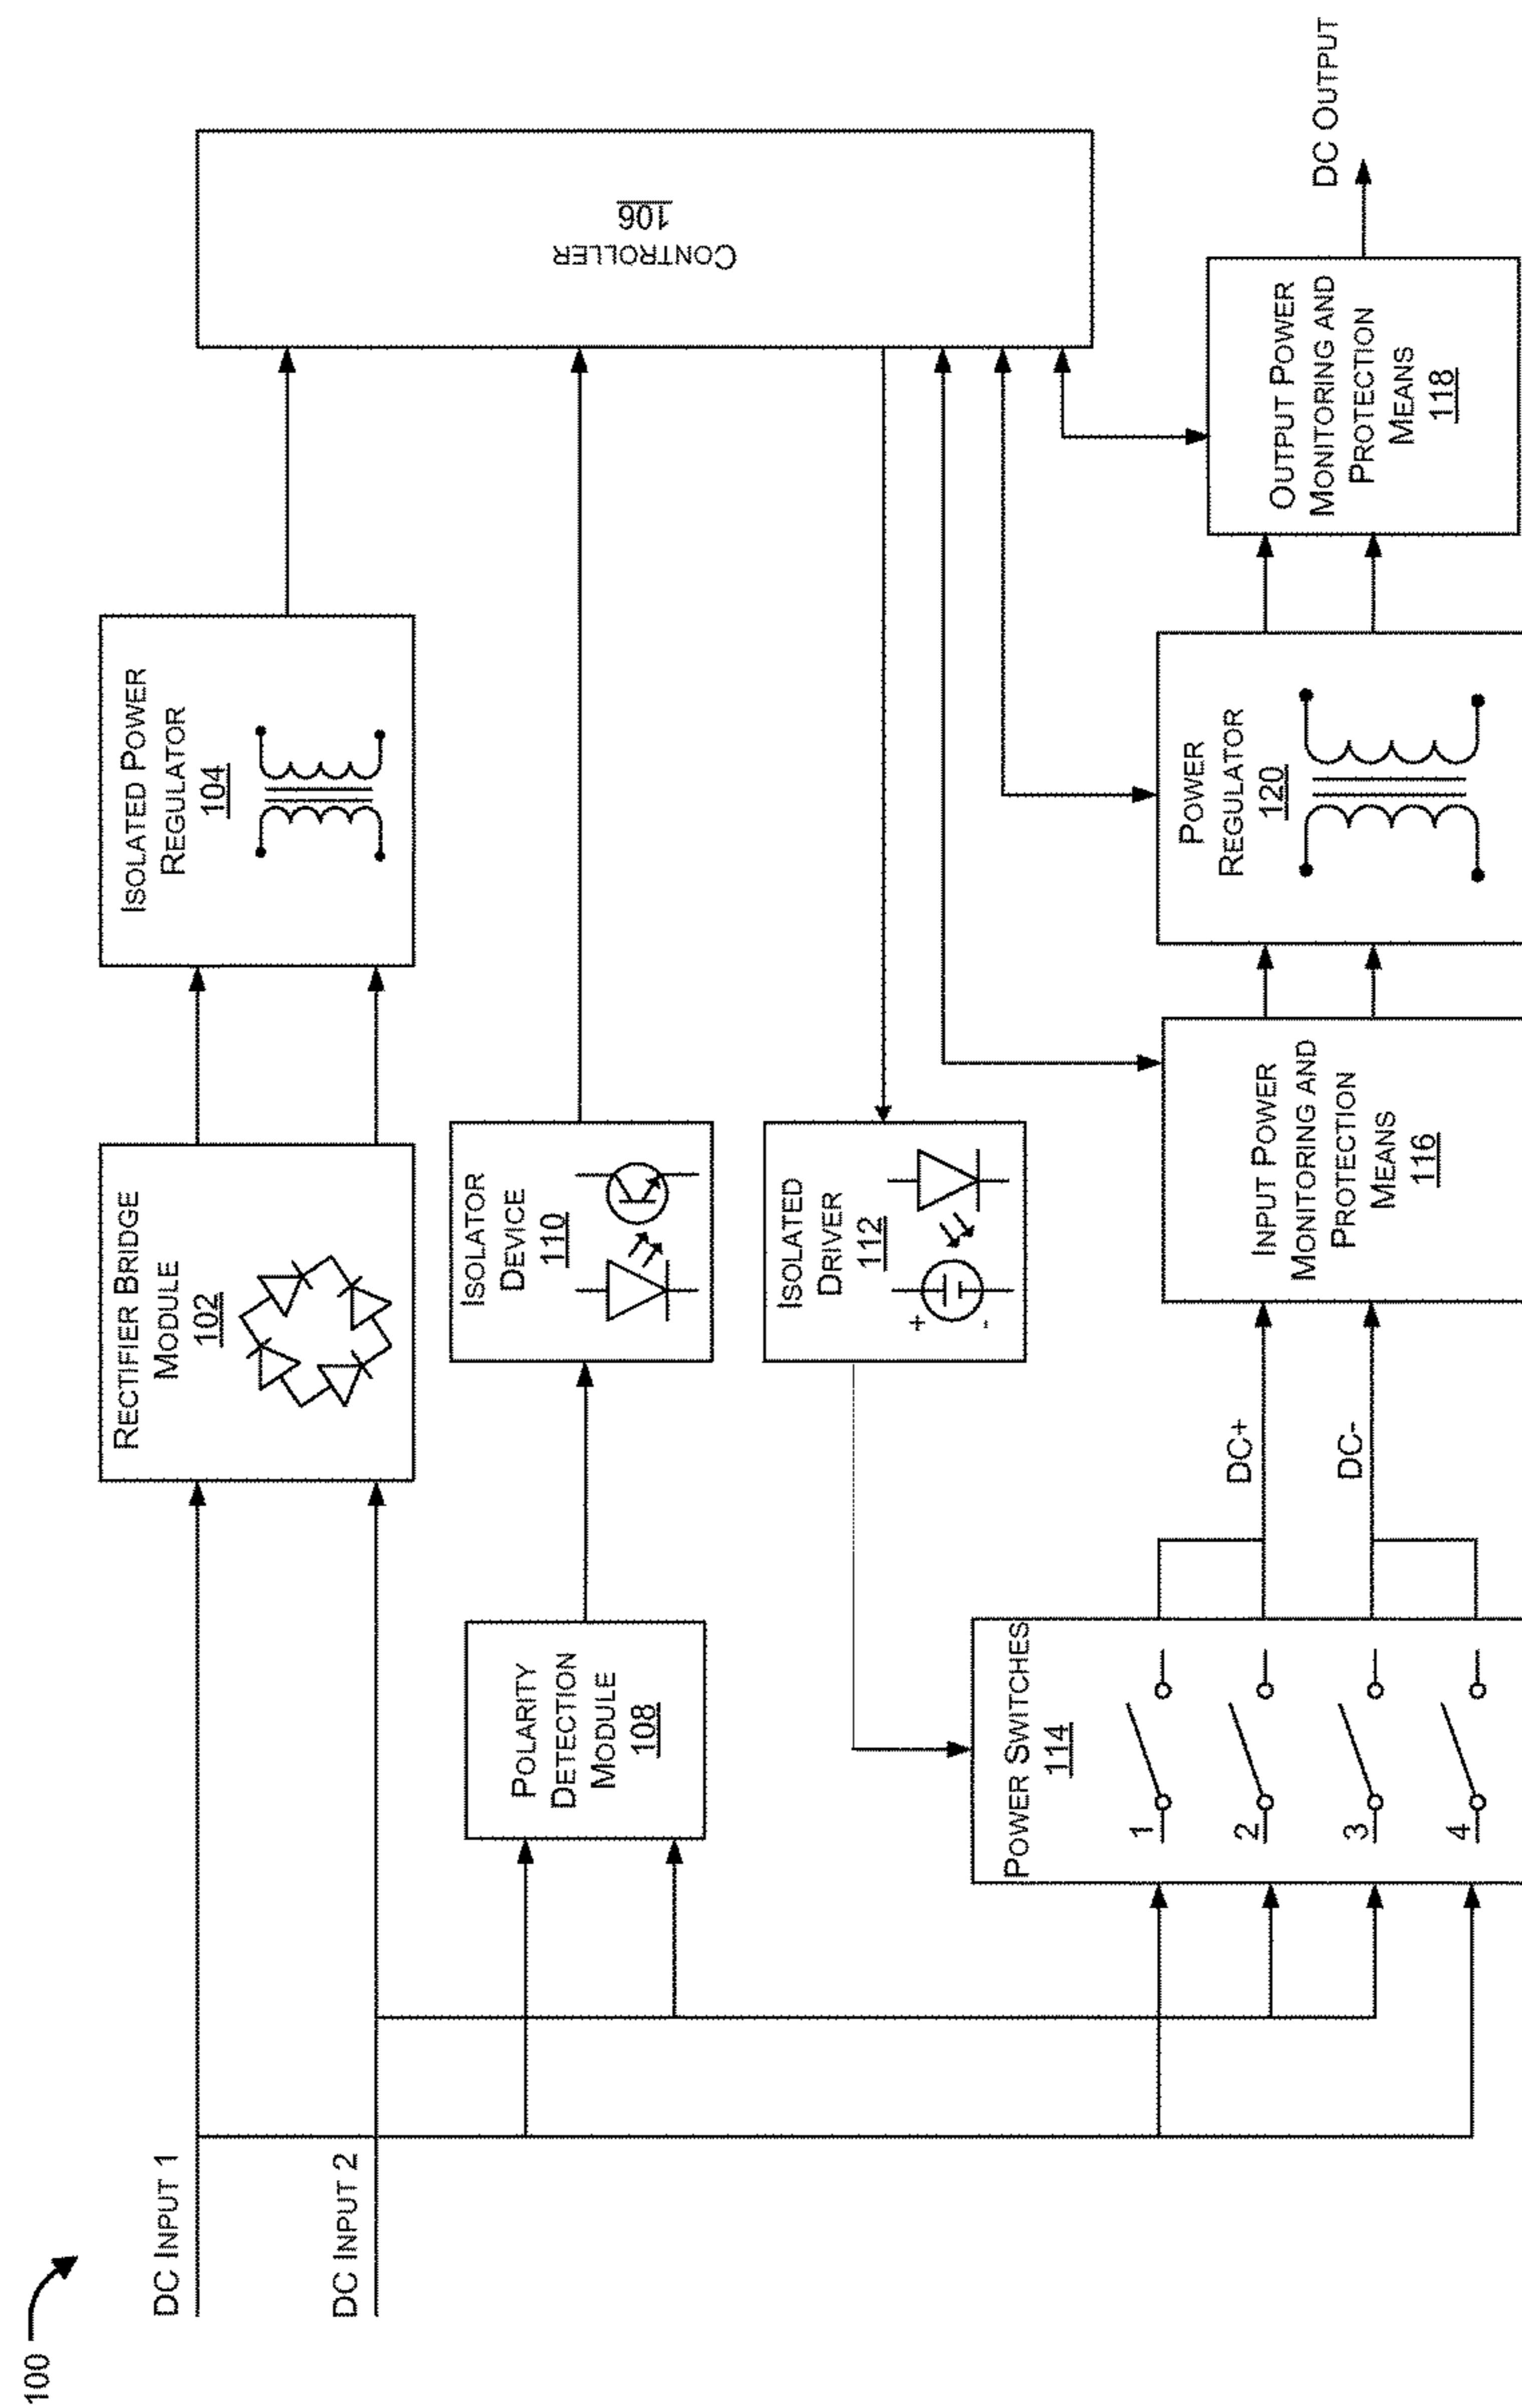 100
DC INPUT 1
DC INPUT 2
RECTIFIER BRIDGE
MODULE
102
ISOLATED POWER
REGULATOR
104
CONTROLLER
106
POLARITY
DETECTION
MODULE
108
ISOLATOR
DEVICE
110
ISOLATED
DRIVER
112
+
-
POWER SWITCHES
114
1
2
3
4
DC+
DC-
INPUT POWER
MONITORING AND
PROTECTION
MEANS
116
POWER
REGULATOR
120
OUTPUT POWER
MONITORING AND
PROTECTION
MEANS
118
DC OUTPUT